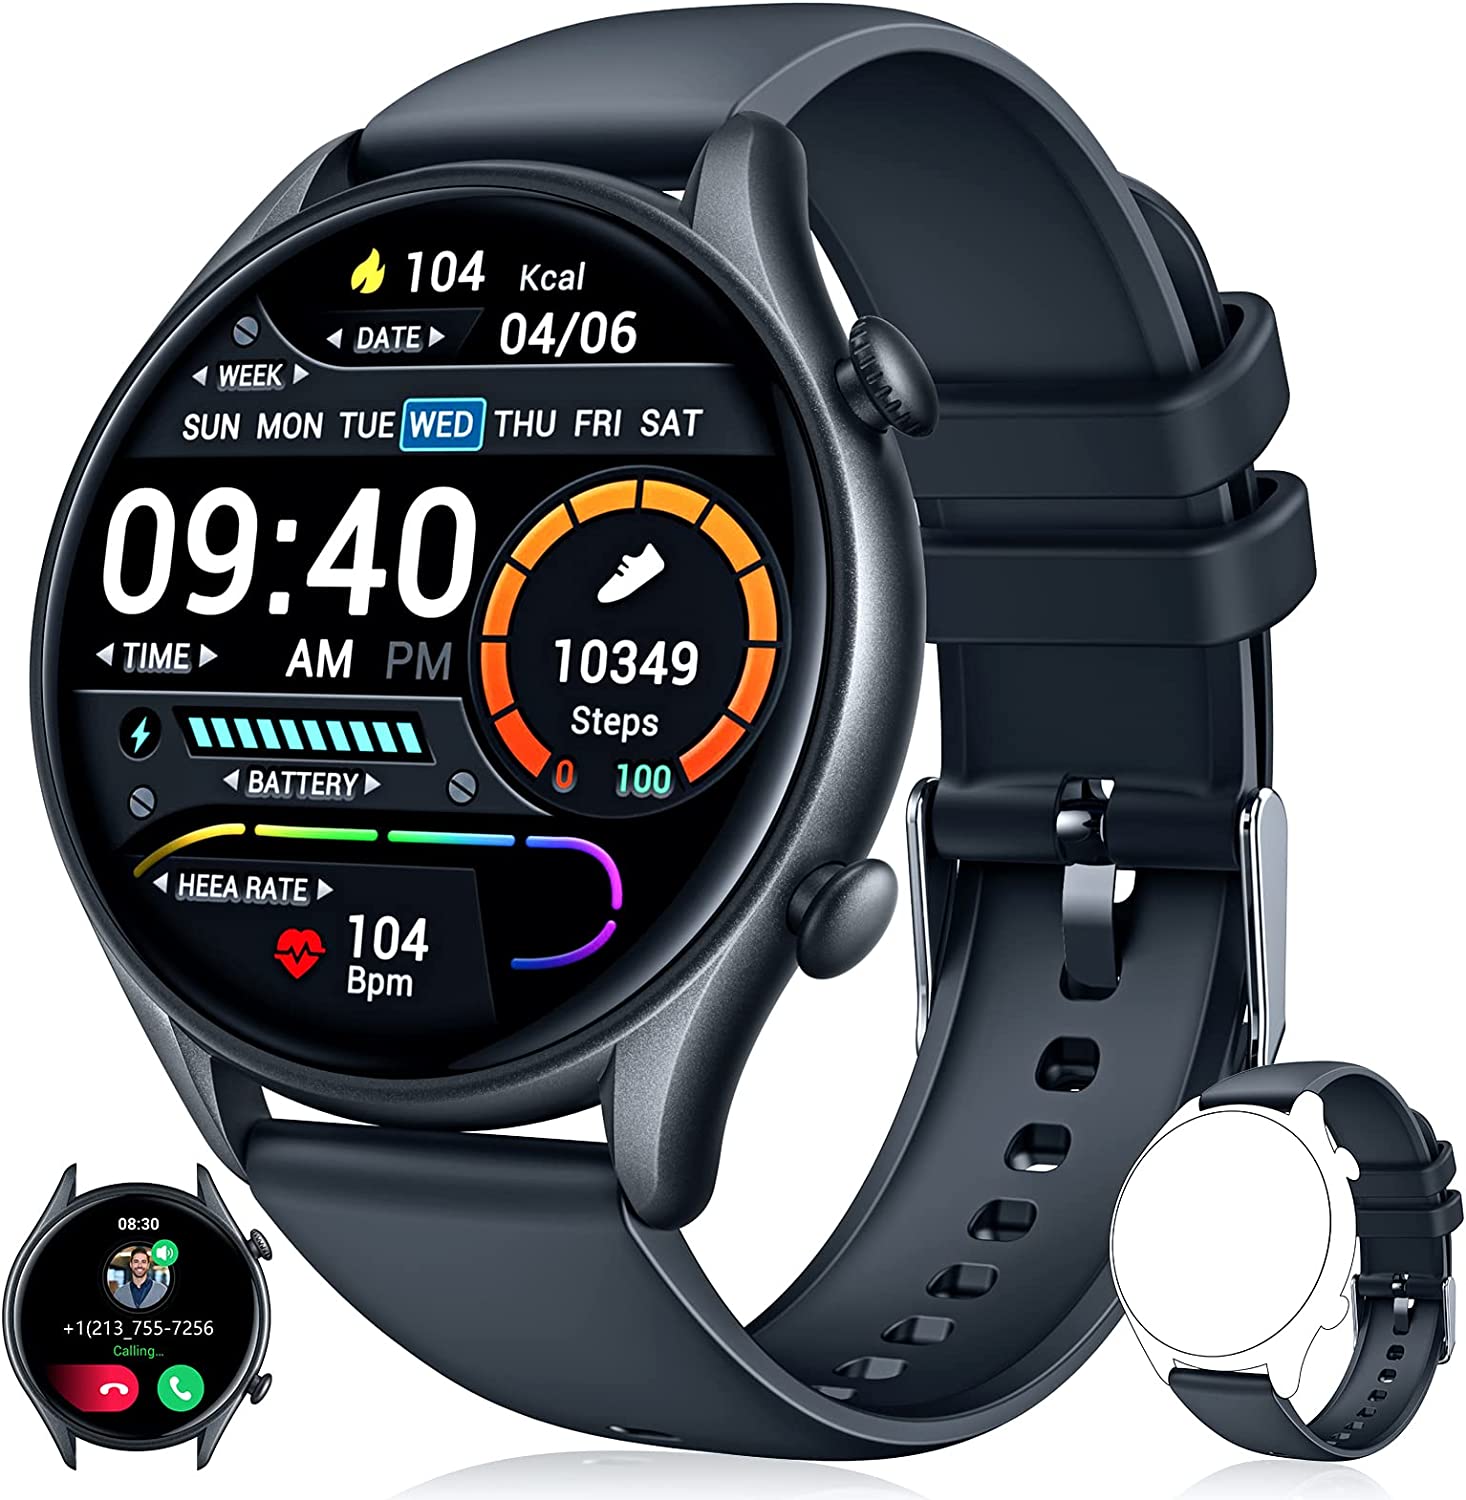 104 Kcal
DATE 04/06
WEEK
SUN MON TUE WED THU FRI SAT
09:40
TIME AM PM
10349
Steps
0 100
BATTERY
HEEA RATE
104
Bpm
08:30
+1(213_755-7256
Calling...